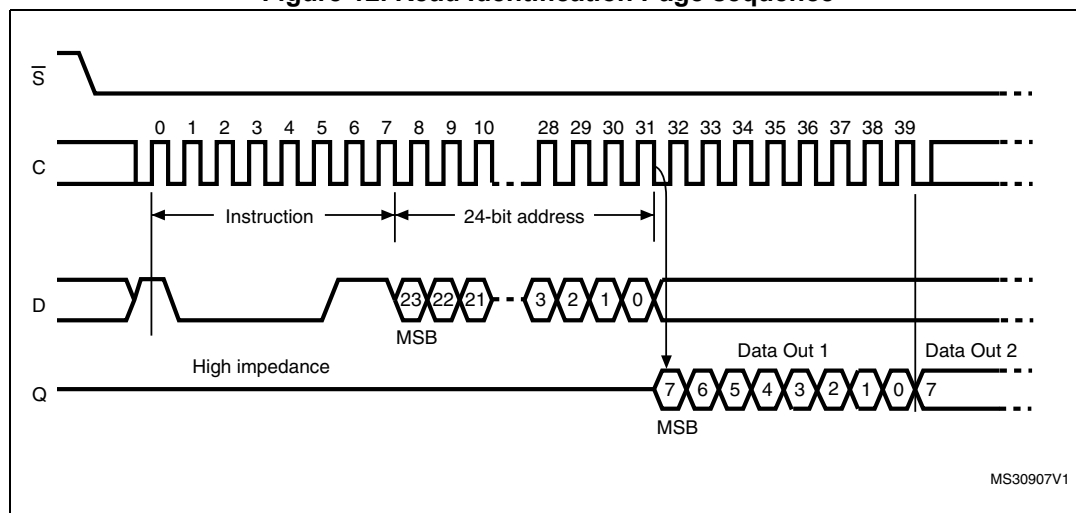 Figure 12. Read Identification Page sequence
S
0 1 2 3 4 5 6 7 8 9 10 28 29 30 31 32 33 34 35 36 37 38 39
C
Instruction 24-bit address
D 23 22 21 3 2 1 0
MSB
High impedance Data Out 1 Data Out 2
Q 7 6 5 4 3 2 1 0 7
MSB
MS30907V1